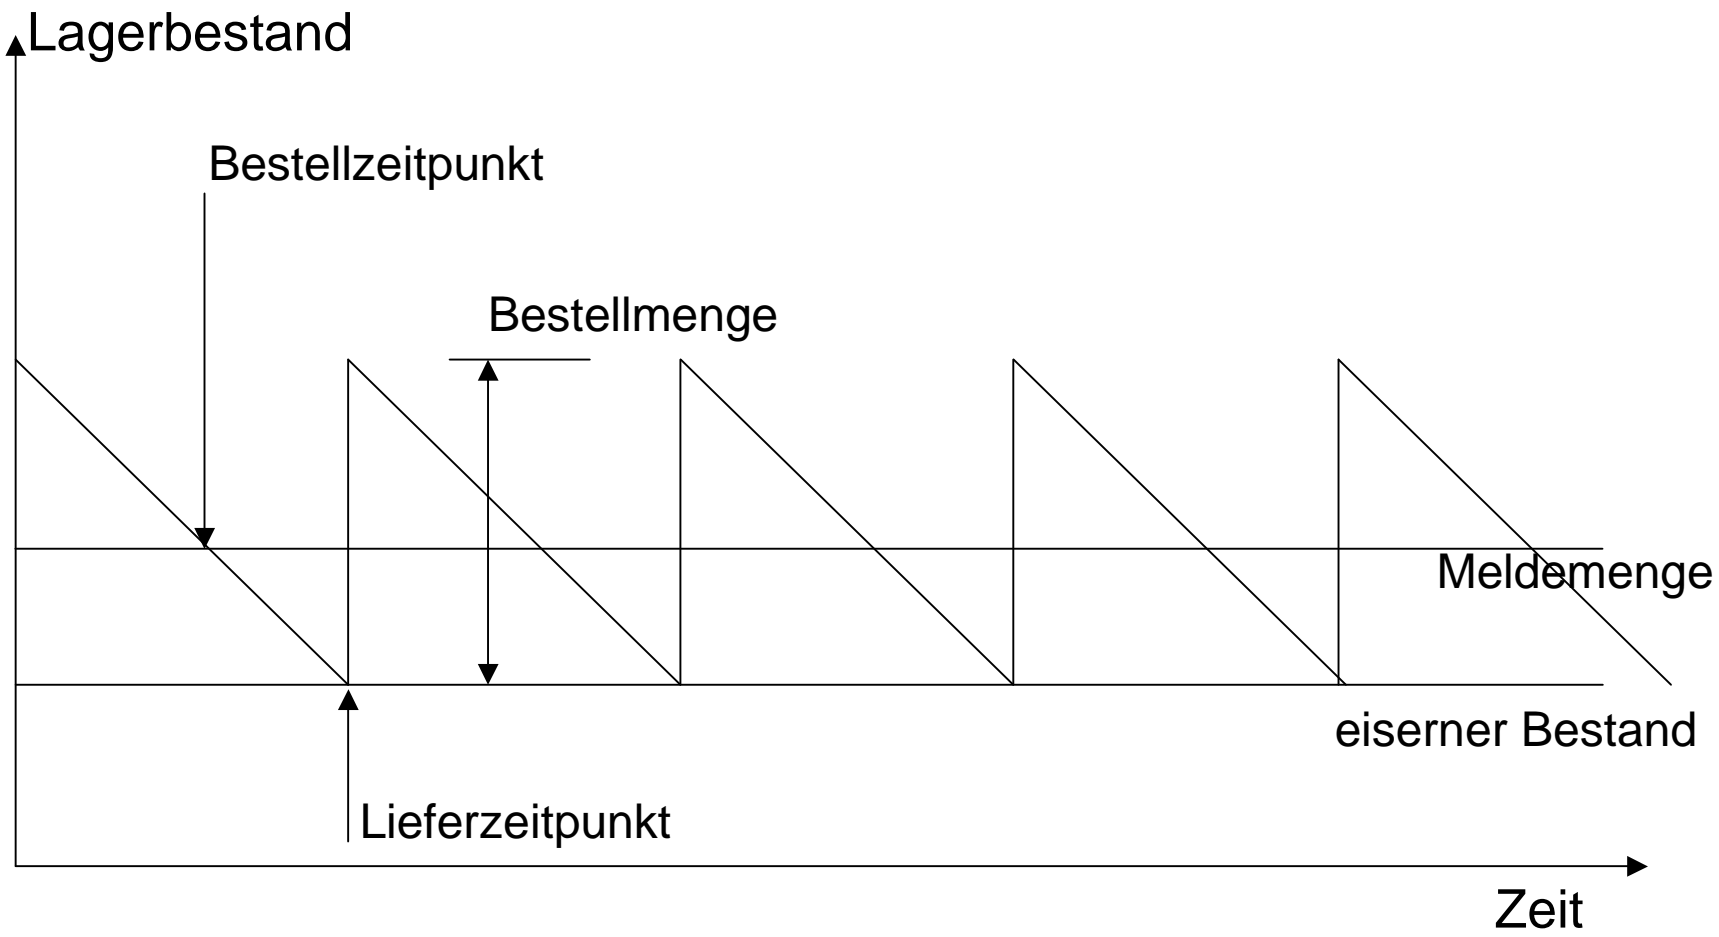 Lagerbestand
Bestellzeitpunkt
Bestellmenge
Meldemenge
eiserner Bestand
Lieferzeitpunkt
Zeit